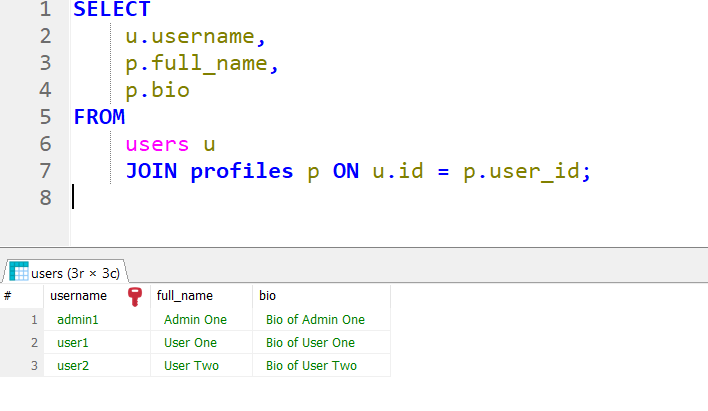 1 SELECT
2 u.username,
3 p.full_name,
4 p.bio
5 FROM
6 users u
7 JOIN profiles p ON u.id = p.user_id;
8
users (3r × 3c)
# username full_name bio
1 admin1 Admin One Bio of Admin One
2 user1 User One Bio of User One
3 user2 User Two Bio of User Two